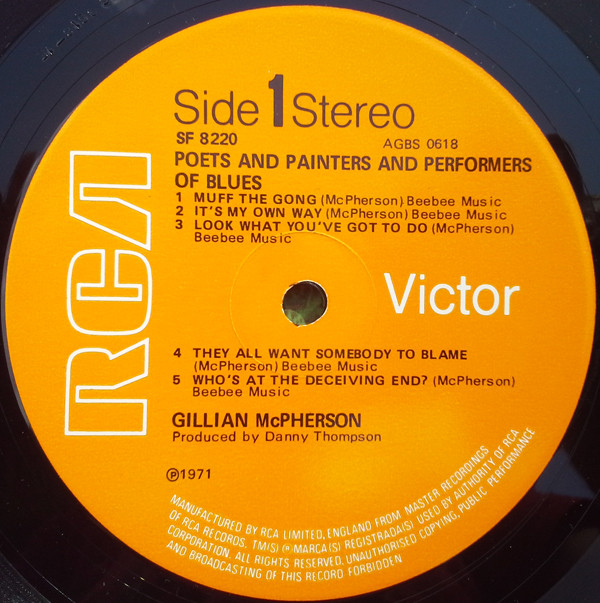 Side 1 Stereo
SF 8220
AGBS 0618
POETS AND PAINTERS AND PERFORMERS
OF BLUES
1 MUFF THE GONG (McPherson) Beebee Music
2 IT'S MY OWN WAY (McPherson) Beebee Music
3 LOOK WHAT YOU'VE GOT TO DO (McPherson)
Beebee Music
RCA
Victor
4 THEY ALL WANT SOMEBODY TO BLAME
(McPherson) Beebee Music
5 WHO'S AT THE DECEIVING END? (McPherson)
Beebee Music
GILLIAN McPHERSON
Produced by Danny Thompson
℗1971
MANUFACTURED BY RCA LIMITED, ENGLAND FROM MASTER RECORDINGS
OF RCA RECORDS. TM(S) ® MARCA(S) REGISTRADA(S) USED BY AUTHORITY OF RCA
CORPORATION. ALL RIGHTS RESERVED. UNAUTHORISED COPYING, PUBLIC PERFORMANCE
AND BROADCASTING OF THIS RECORD FORBIDDEN